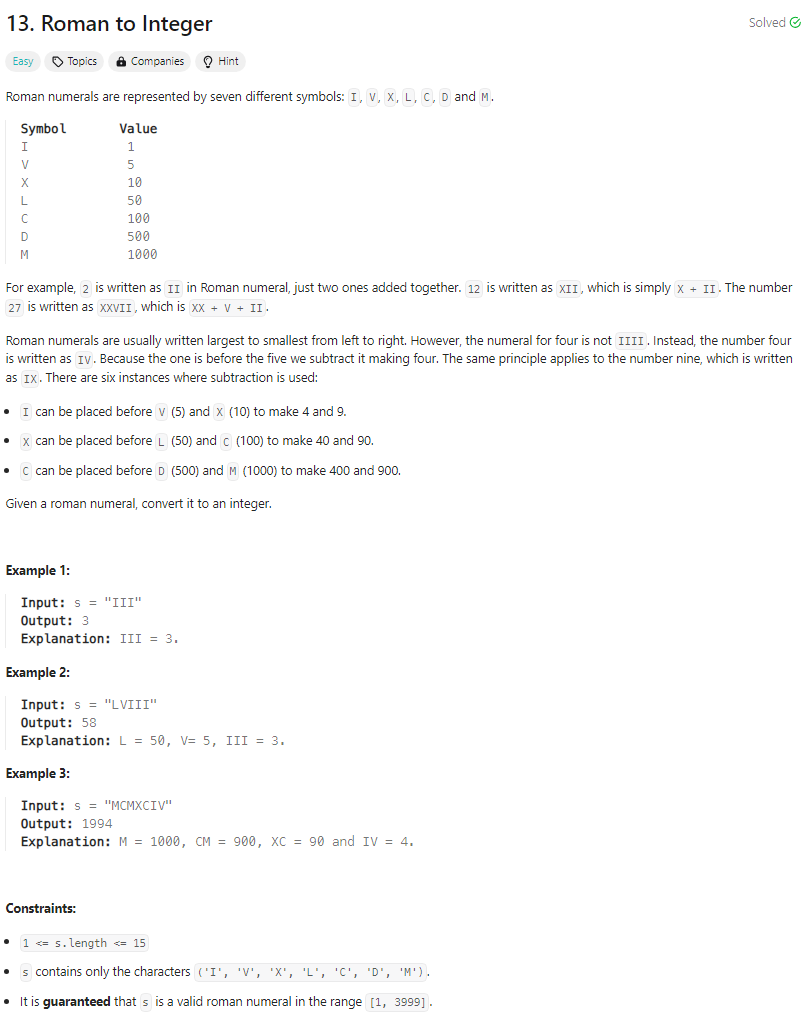 13. Roman to Integer
Solved
Easy Topics Companies Hint
Roman numerals are represented by seven different symbols: I, V, X, L, C, D and M.
Symbol Value
I 1
V 5
X 10
L 50
C 100
D 500
M 1000
For example, 2 is written as II in Roman numeral, just two ones added together. 12 is written as XII, which is simply X + II. The number
27 is written as XXVII, which is XX + V + II.
Roman numerals are usually written largest to smallest from left to right. However, the numeral for four is not IIII. Instead, the number four
is written as IV. Because the one is before the five we subtract it making four. The same principle applies to the number nine, which is written
as IX. There are six instances where subtraction is used:
• I can be placed before V (5) and X (10) to make 4 and 9.
• X can be placed before L (50) and C (100) to make 40 and 90.
• C can be placed before D (500) and M (1000) to make 400 and 900.
Given a roman numeral, convert it to an integer.
Example 1:
Input: s = "III"
Output: 3
Explanation: III = 3.
Example 2:
Input: s = "LVIII"
Output: 58
Explanation: L = 50, V= 5, III = 3.
Example 3:
Input: s = "MCMXCIV"
Output: 1994
Explanation: M = 1000, CM = 900, XC = 90 and IV = 4.
Constraints:
• 1 <= s.length <= 15
• s contains only the characters ('I', 'V', 'X', 'L', 'C', 'D', 'M').
• It is guaranteed that s is a valid roman numeral in the range [1, 3999].